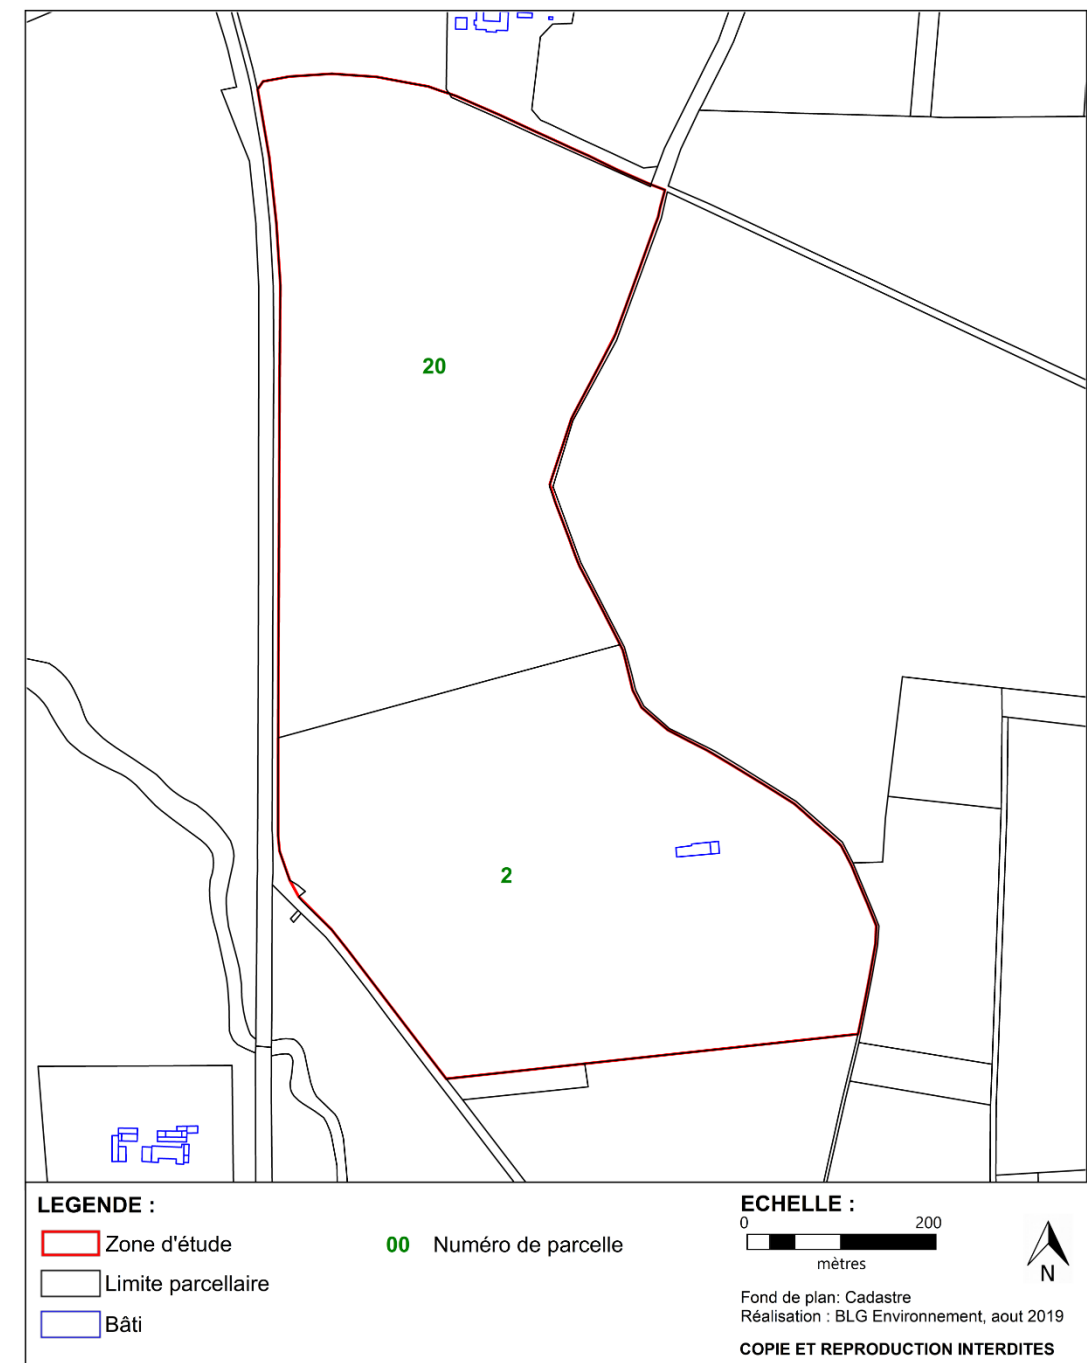 20
2
LEGENDE :
Zone d'étude
Limite parcellaire
Bâti
00 Numéro de parcelle
ECHELLE :
0 200
mètres
N
Fond de plan: Cadastre
Réalisation : BLG Environnement, aout 2019
COPIE ET REPRODUCTION INTERDITES